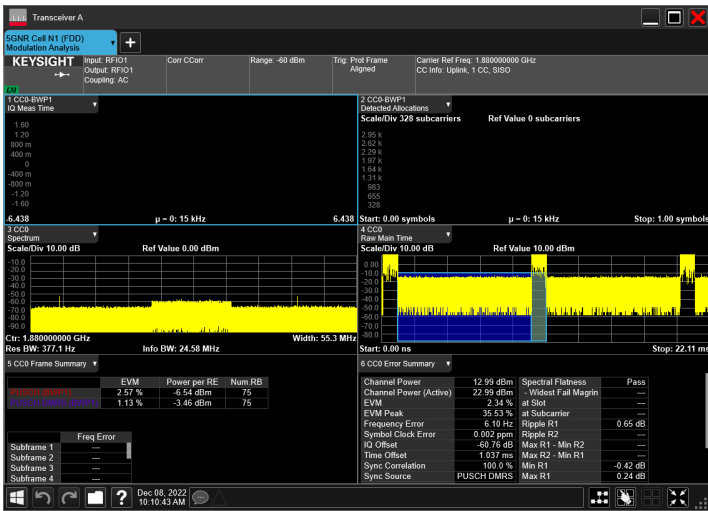 Transceiver A
5GNR Cell N1 (FDD)
Modulation Analysis
KEYSIGHT
Input: RFIO1
Output: RFIO1
Coupling: AC
Corr CCorr
Range: -60 dBm
Trig: Prot Frame
Aligned
Carrier Ref Freq: 1.880000000 GHz
CC Info: Uplink, 1 CC, SISO
1 CC0-BWP1
IQ Meas Time
1.60
1.20
800 m
400 m
0
-400 m
-800 m
-1.20
-1.60
-6.438
μ = 0: 15 kHz
6.438
2 CC0-BWP1
Detected Allocations
Scale/Div 328 subcarriers
Ref Value 0 subcarriers
2.95 k
2.62 k
2.29 k
1.97 k
1.64 k
1.31 k
983
655
328
Start: 0.00 symbols
μ = 0: 15 kHz
Stop: 1.00 symbols
3 CC0
Spectrum
Scale/Div 10.00 dB
Ref Value 0.00 dBm
-10.0
-20.0
-30.0
-40.0
-50.0
-60.0
-70.0
-80.0
-90.0
Ctr: 1.880000000 GHz
Width: 55.3 MHz
Res BW: 377.1 Hz
Info BW: 24.58 MHz
4 CC0
Raw Main Time
Scale/Div 10.00 dB
Ref Value 10.00 dBm
0.00
-10.0
-20.0
-30.0
-40.0
-50.0
-60.0
-70.0
-80.0
Start: 0.00 ns
Stop: 22.11 ms
5 CC0 Frame Summary
EVM Power per RE Num.RB
2.57 % -6.54 dBm 75
1.13 % -3.46 dBm 75
Freq Error
Subframe 1 ---
Subframe 2 ---
Subframe 3 ---
Subframe 4 ---
6 CC0 Error Summary
Channel Power 12.99 dBm Spectral Flatness Pass
Channel Power (Active) 22.99 dBm - Widest Fail Magrin ---
EVM 2.34 % at Slot ---
EVM Peak 35.53 % at Subcarrier ---
Frequency Error 6.10 Hz Ripple R1 0.65 dB
Symbol Clock Error 0.002 ppm Ripple R2 ---
IQ Offset -60.76 dB Max R1 - Min R2 ---
Time Offset 1.037 ms Max R2 - Min R1 ---
Sync Correlation 100.0 % Min R1 -0.42 dB
Sync Source PUSCH DMRS Max R1 0.24 dB
Dec 08, 2022
10:10:43 AM